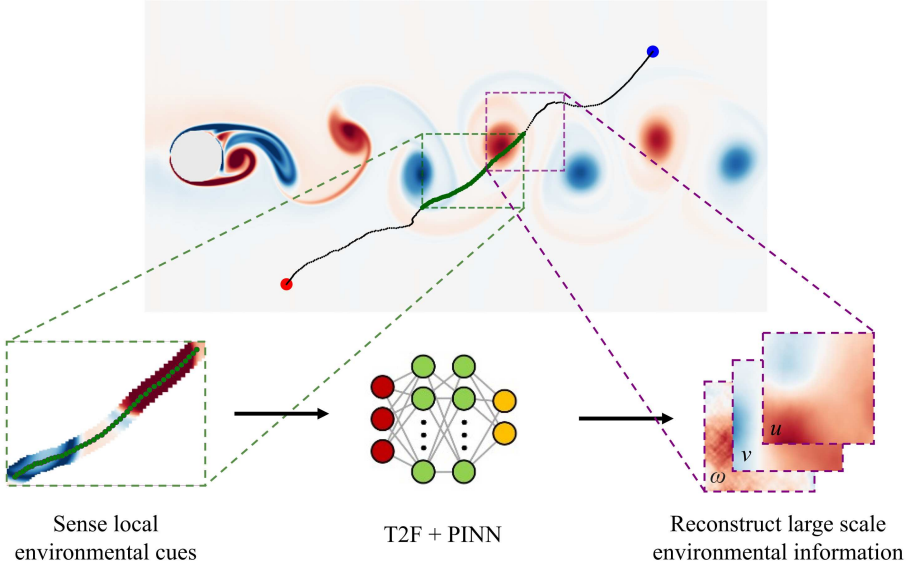 u
v
ω
Sense local
environmental cues
T2F + PINN
Reconstruct large scale
environmental information